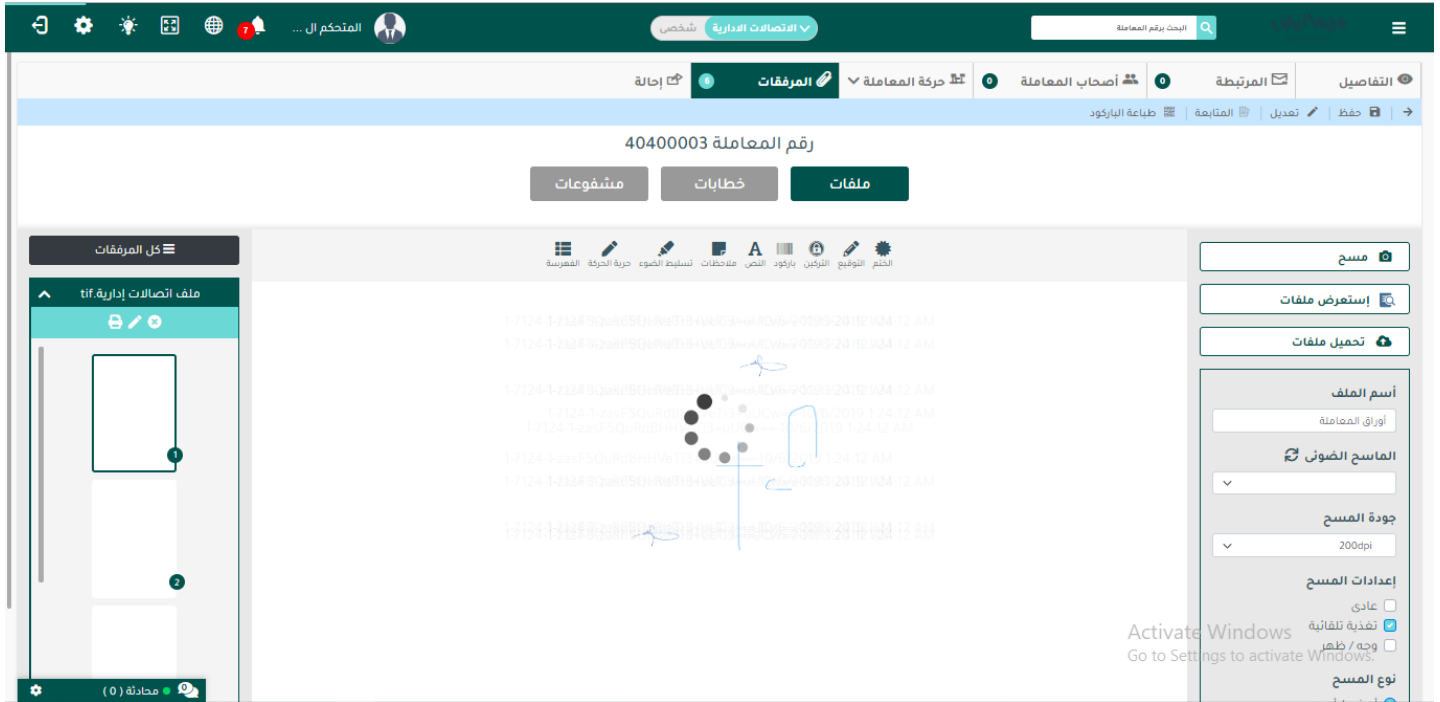 البحث برقم المعاملة
الاتصالات الادارية
شخصي
المتحكم ال ...
7
التفاصيل
المرتبطة
0
أصحاب المعاملة
0
حركة المعاملة
المرفقات
6
إحالة
حفظ
تعديل
المتابعة
طباعة الباركود
رقم المعاملة 40400003
ملفات
خطابات
مشفوعات
مسح
إستعرض ملفات
تحميل ملفات
أسم الملف
أوراق المعاملة
الماسح الضوئى
جودة المسح
200dpi
إعدادات المسح
عادى
تغذية تلقائية
وجه / ظهر
نوع المسح
الختم
التوقيع
التركين
باركود
النص
ملاحظات
تسليط الضوء
حرية الحركة
الفهرسة
كل المرفقات
ملف اتصالات إدارية.tif
1
2
محادثة ( 0 )
0
Activate Windows
Go to Settings to activate Windows.